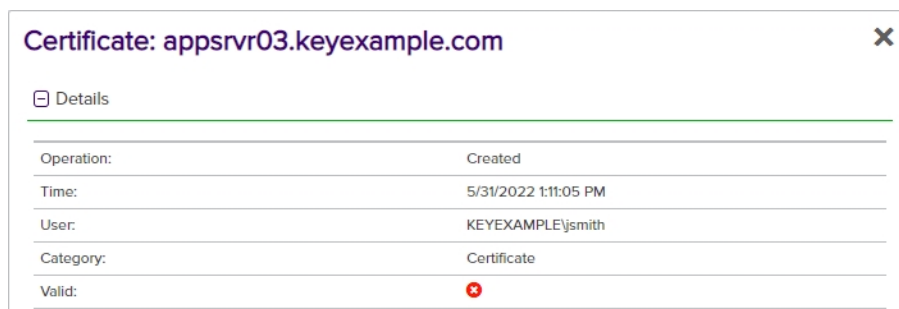 Certificate: appsrvr03.keyexample.com
Details
Operation: Created
Time: 5/31/2022 1:11:05 PM
User: KEYEXAMPLE\jsmith
Category: Certificate
Valid: